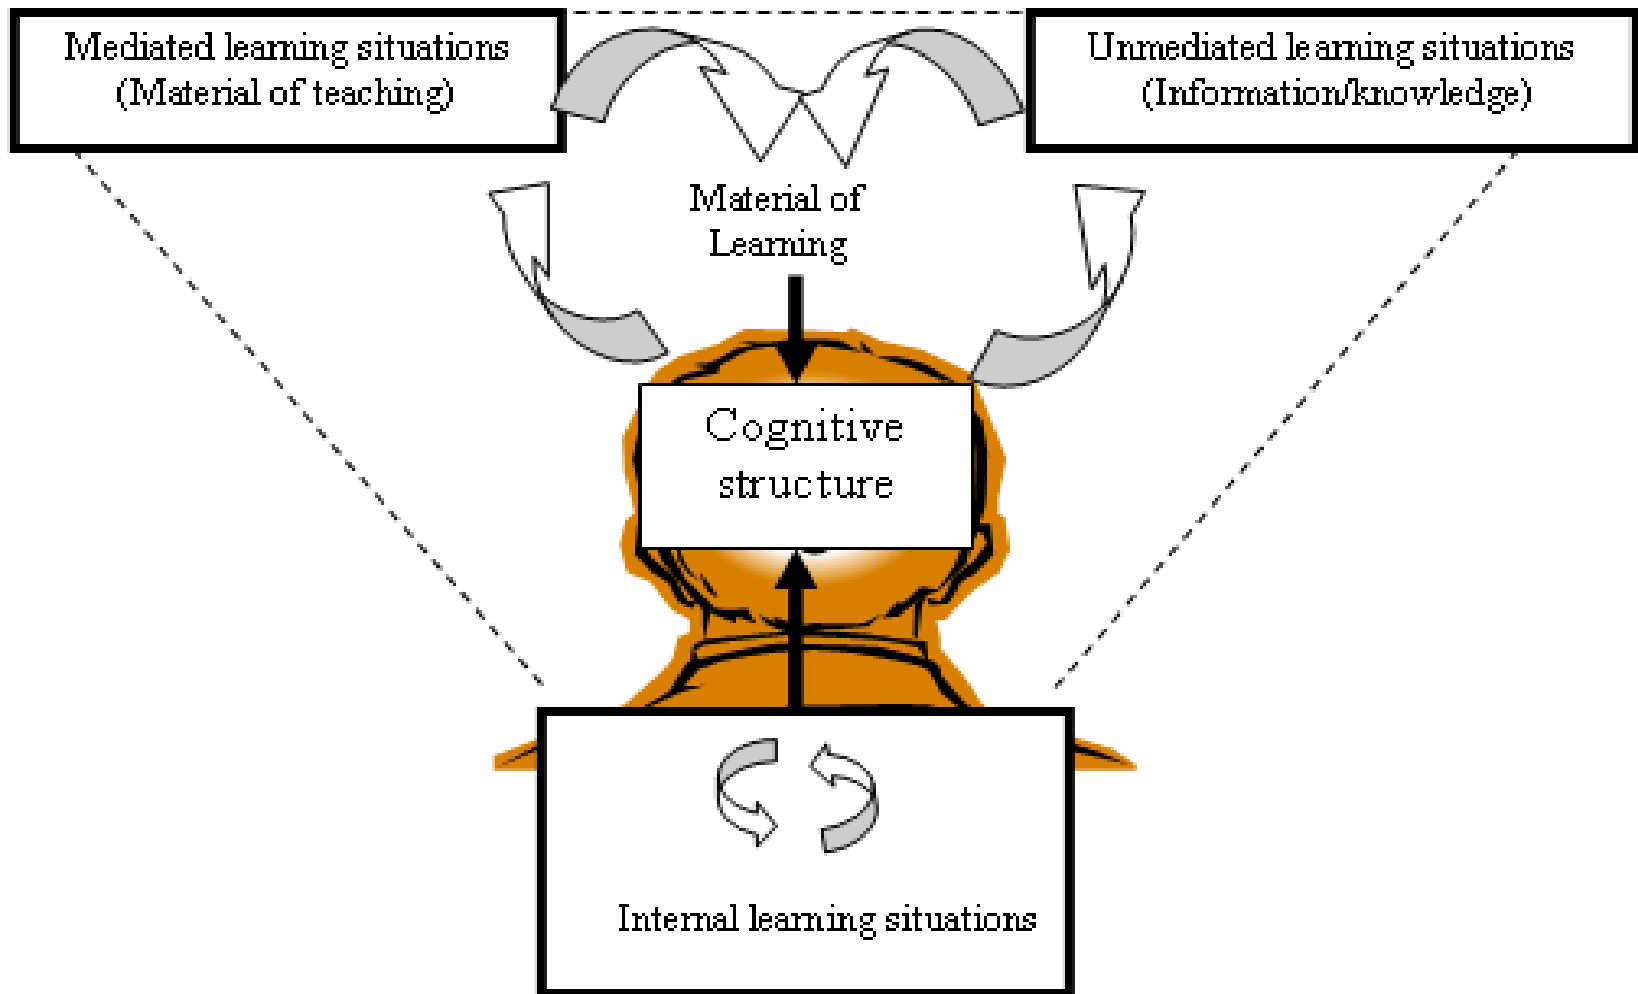 Mediated learning situations
(Material of teaching)
Unmediated learning situations
(Information/knowledge)
Material of
Learning
Cognitive
structure
Internal learning situations